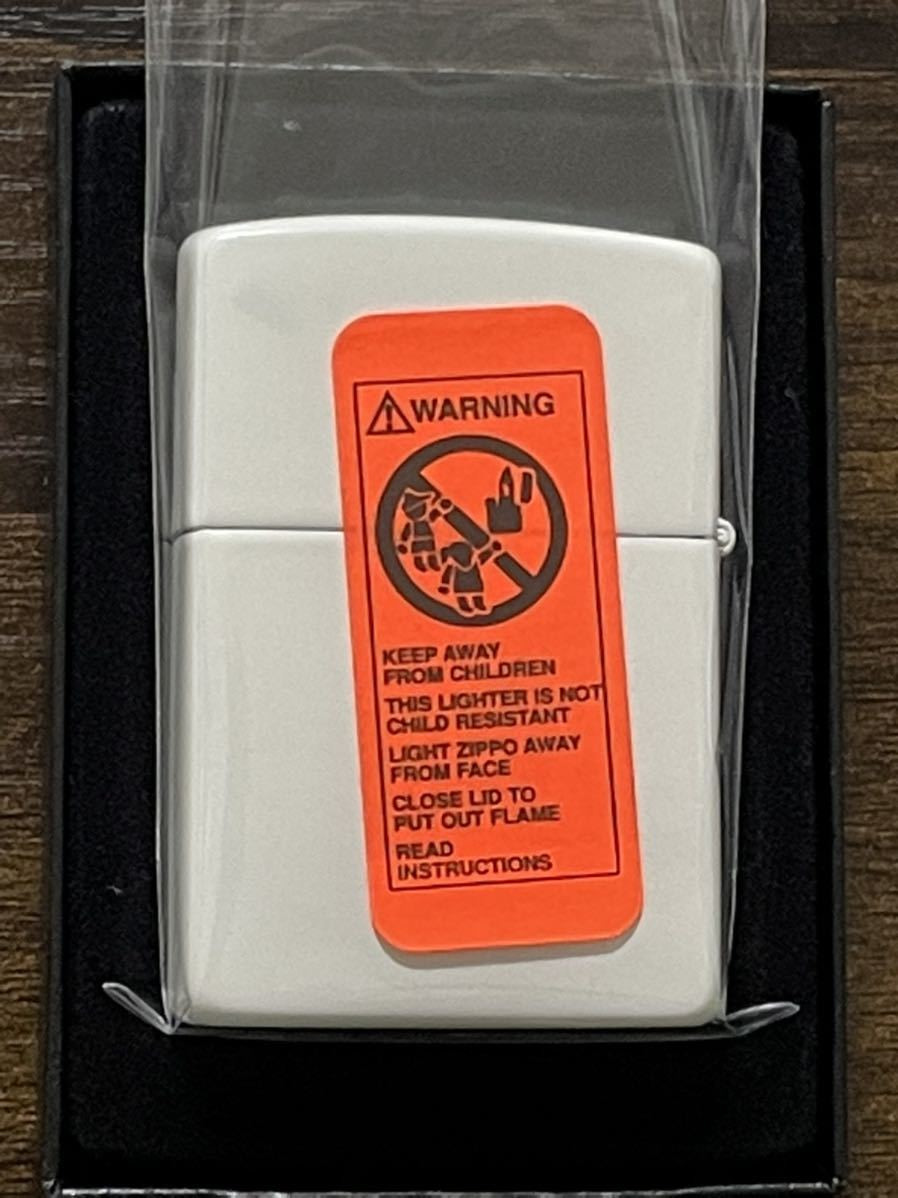 WARNING
KEEP AWAY
FROM CHILDREN
THIS LIGHTER IS NOT
CHILD RESISTANT
LIGHT ZIPPO AWAY
FROM FACE
CLOSE LID TO
PUT OUT FLAME
READ
INSTRUCTIONS